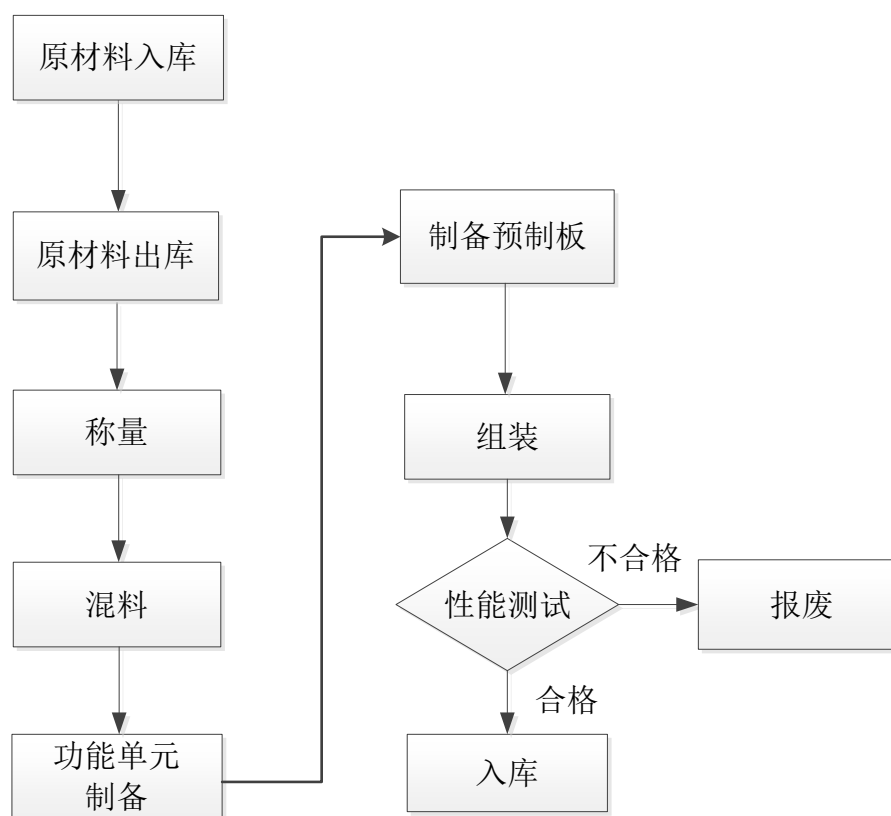 原材料入库
原材料出库
称量
混料
功能单元
制备
制备预制板
组装
性能测试
不合格
报废
合格
入库